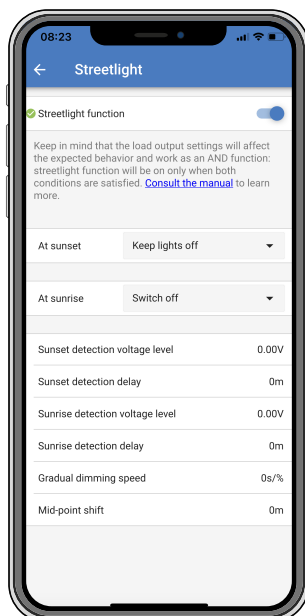 08:23
Streetlight
Streetlight function
Keep in mind that the load output settings will affect
the expected behavior and work as an AND function:
streetlight function will be on only when both
conditions are satisfied. Consult the manual to learn
more.
At sunset Keep lights off
At sunrise Switch off
Sunset detection voltage level 0.00V
Sunset detection delay 0m
Sunrise detection voltage level 0.00V
Sunrise detection delay 0m
Gradual dimming speed 0s/%
Mid-point shift 0m